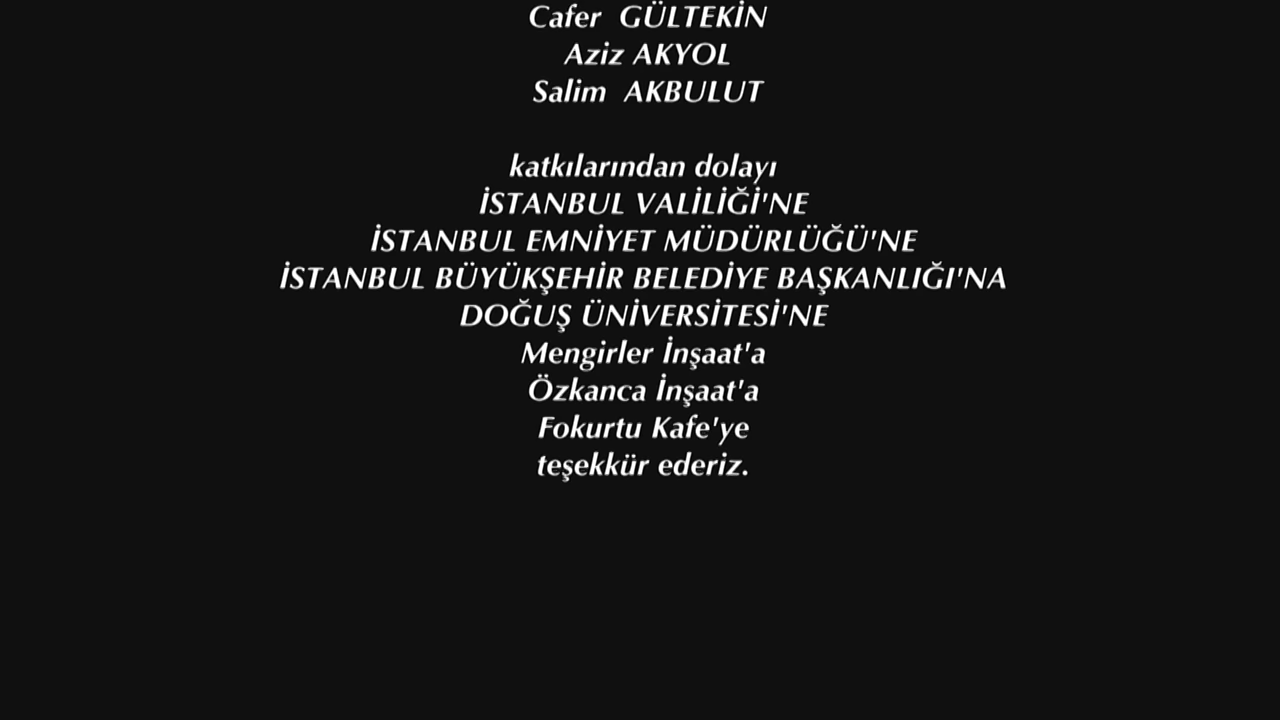 Cafer GÜLTEKİN
Aziz AKYOL
Salim AKBULUT
katkılarından dolayı
İSTANBUL VALİLİĞİ'NE
İSTANBUL EMNİYET MÜDÜRLÜĞÜ'NE
İSTANBUL BÜYÜKŞEHİR BELEDİYE BAŞKANLIĞI'NA
DOĞUŞ ÜNİVERSİTESİ'NE
Mengirler İnşaat'a
Özkanca İnşaat'a
Fokurtu Kafe'ye
teşekkür ederiz.